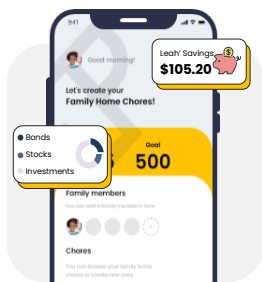 9:41
Good morning!
Leah' Savings
$105.20
Let's create your
Family Home Chores!
Bonds
Stocks
Investments
Goal
500
Family members
You can add a family member in here
Chores
You can browse your family home
chores or create new ones